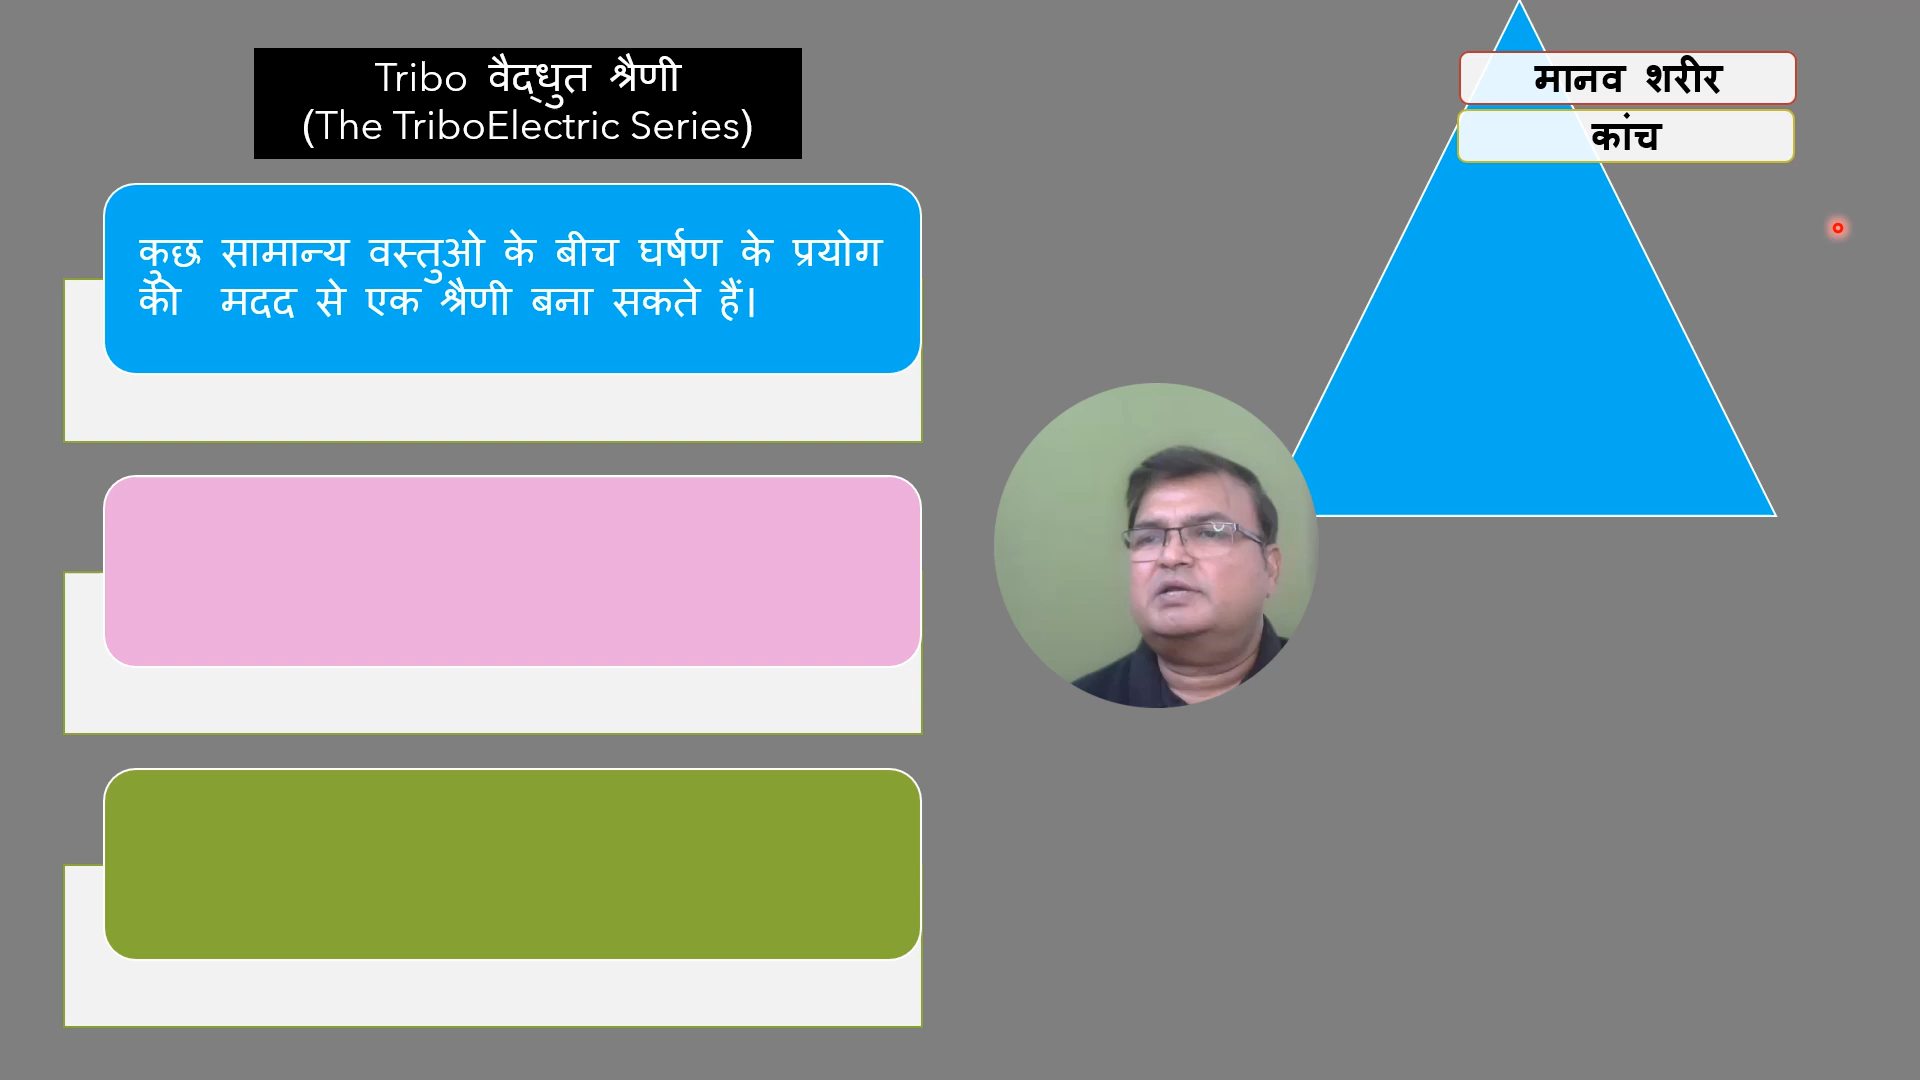 Tribo वैद्धुत श्रैणी
(The TriboElectric Series)
कुछ सामान्य वस्तुओ के बीच घर्षण के प्रयोग
की मदद से एक श्रैणी बना सकते हैं।
मानव शरीर
कांच